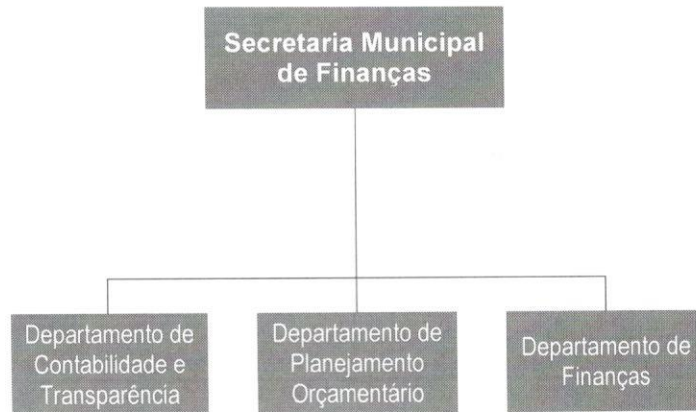 Secretaria Municipal
de Finanças
Departamento de
Contabilidade e
Transparência
Departamento de
Planejamento
Orçamentário
Departamento de
Finanças